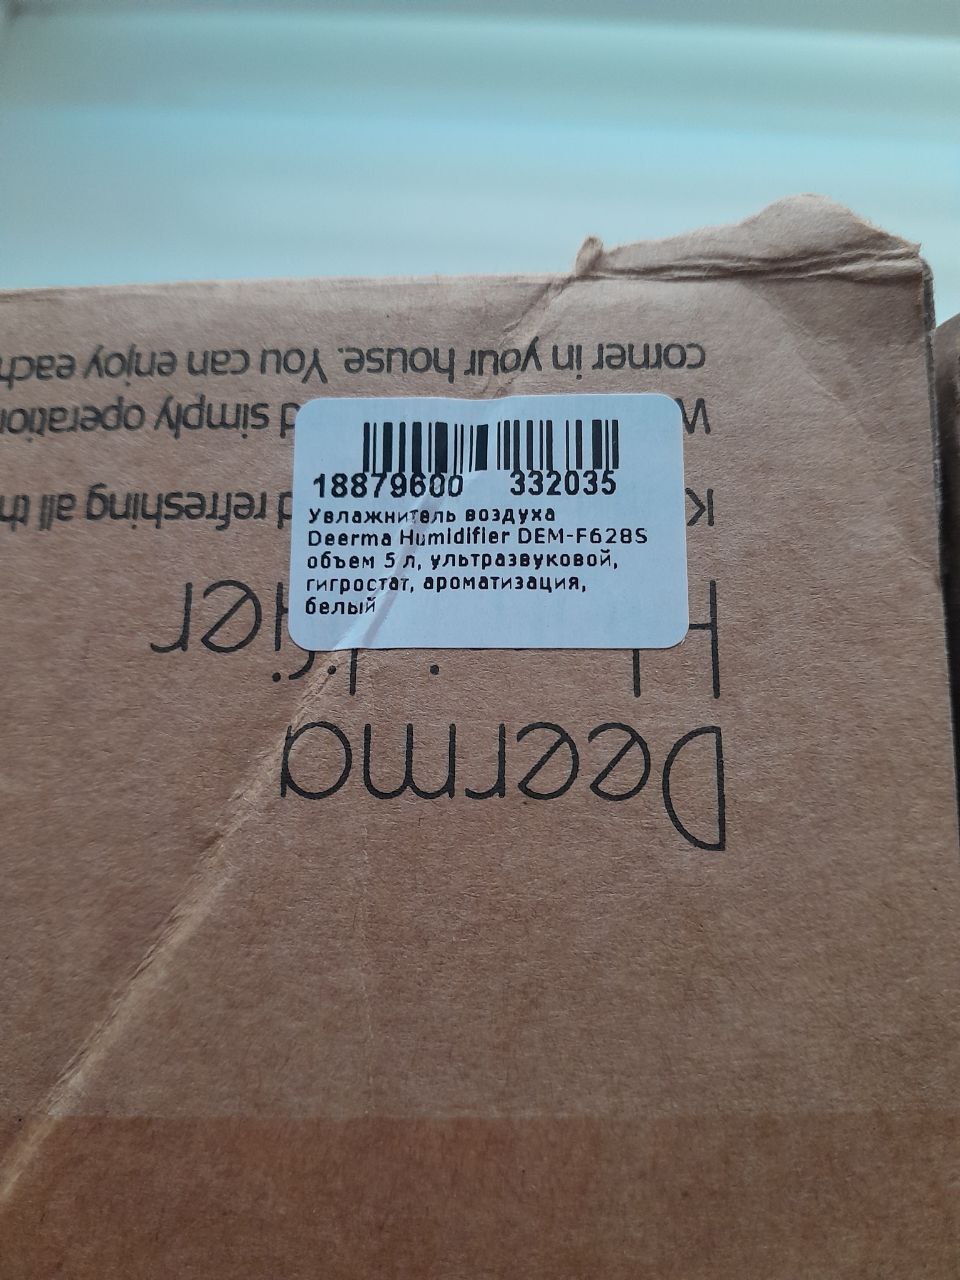 18879600 332035
Увлажнитель воздуха
Deerma Humidifier DEM-F628S
объем 5 л, ультразвуковой,
гигростат, ароматизация,
белый
Deerma
refreshing all
simply operation
corner in your house. You can enjoy each